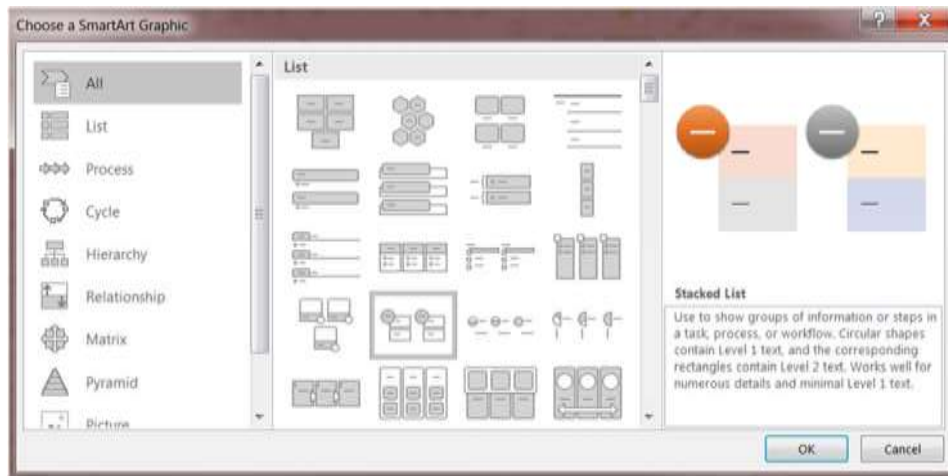 Choose a SmartArt Graphic
All
List
Process
Cycle
Hierarchy
Relationship
Matrix
Pyramid
Picture
List
Stacked List
Use to show groups of information or steps in
a task, process, or workflow. Circular shapes
contain Level 1 text, and the corresponding
rectangles contain Level 2 text. Works well for
numerous details and minimal Level 1 text.
OK
Cancel